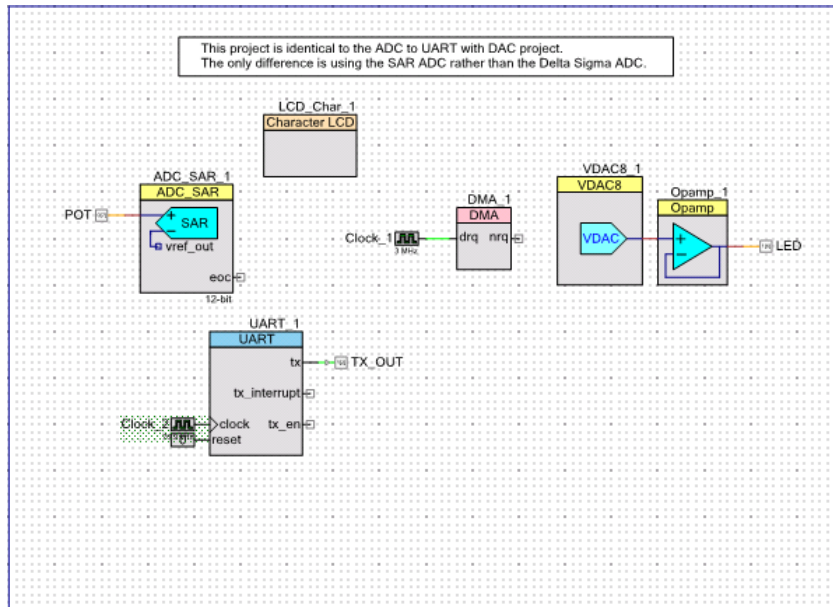 This project is identical to the ADC to UART with DAC project.
The only difference is using the SAR ADC rather than the Delta Sigma ADC.
LCD_Char_1
Character LCD
ADC_SAR_1
ADC_SAR
POT
SAR
vref_out
eoc
12-bit
DMA_1
DMA
Clock_1
3 MHz
drq nrq
VDAC8_1
VDAC8
VDAC
Opamp_1
Opamp
LED
UART_1
UART
tx
TX_OUT
tx_interrupt
Clock_2
clock
tx_en
0
reset